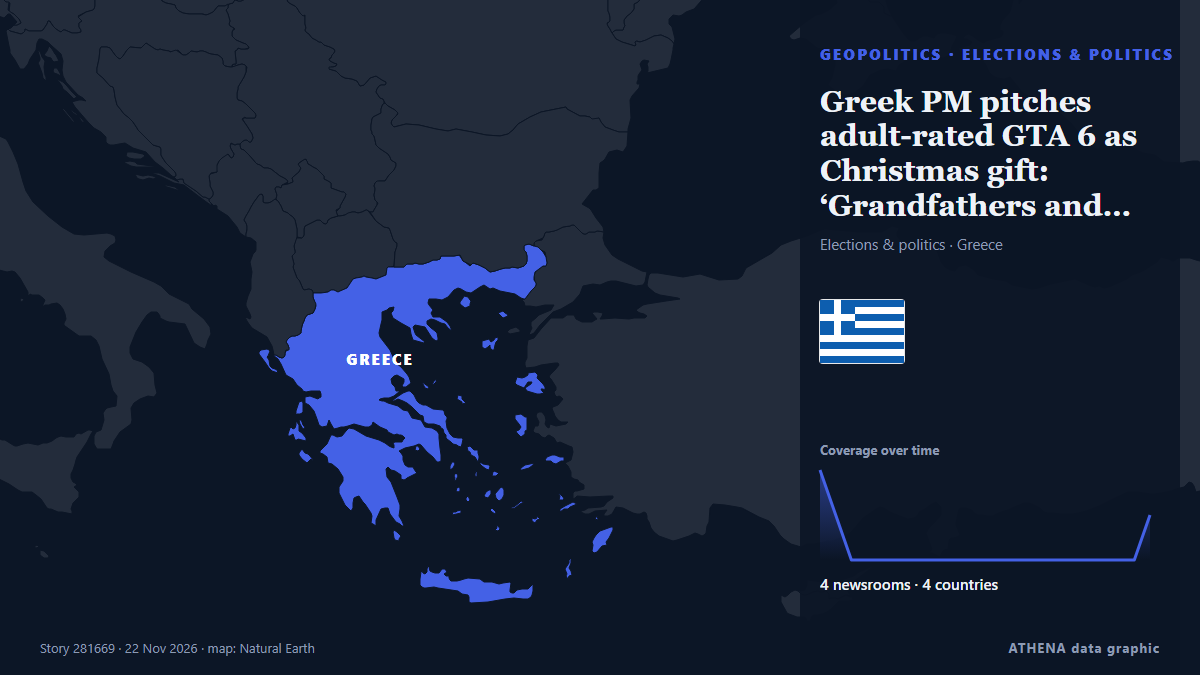 GEOPOLITICS · ELECTIONS & POLITICS
Greek PM pitches
adult-rated GTA 6 as
Christmas gift:
‘Grandfathers and...
Elections & politics · Greece
GREECE
Coverage over time
4 newsrooms · 4 countries
Story 281669 · 22 Nov 2026 · map: Natural Earth
ATHENA data graphic